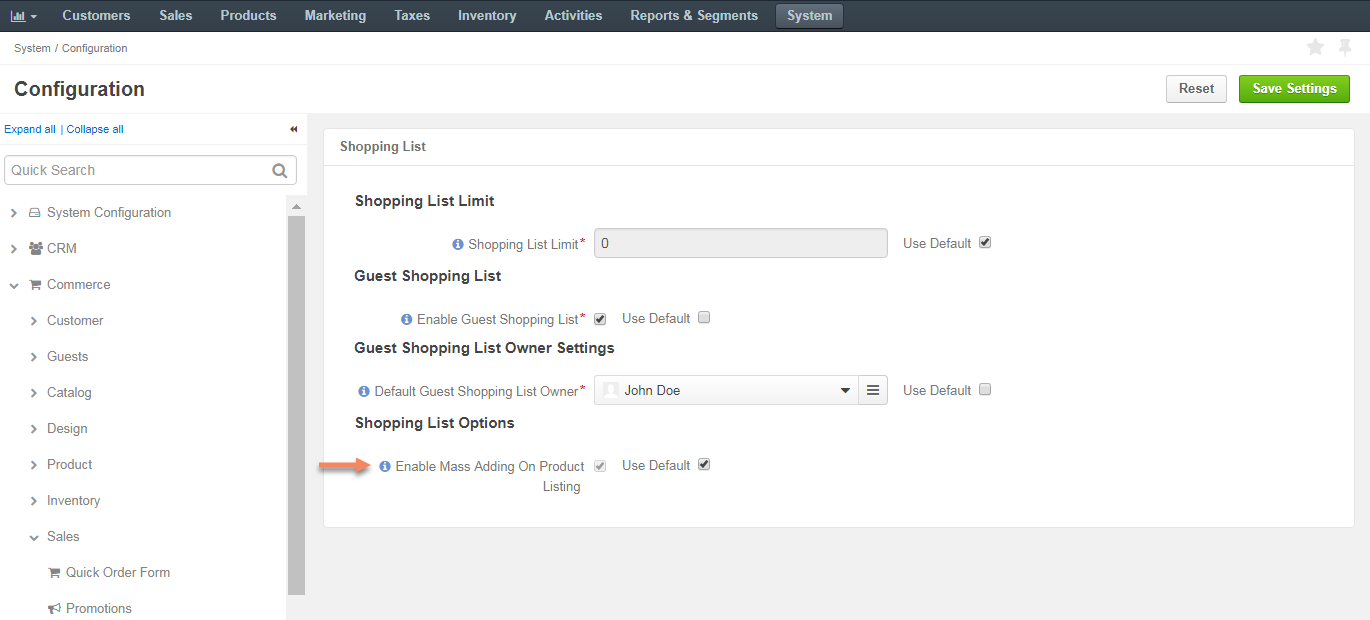 Customers Sales Products Marketing Taxes Inventory Activities Reports & Segments System
System / Configuration
Configuration
Reset Save Settings
Expand all | Collapse all
Quick Search
System Configuration
CRM
Commerce
Customer
Guests
Catalog
Design
Product
Inventory
Sales
Quick Order Form
Promotions
Shopping List
Shopping List Limit
Shopping List Limit* 0 Use Default
Guest Shopping List
Enable Guest Shopping List* Use Default
Guest Shopping List Owner Settings
Default Guest Shopping List Owner* John Doe Use Default
Shopping List Options
Enable Mass Adding On Product Use Default
Listing